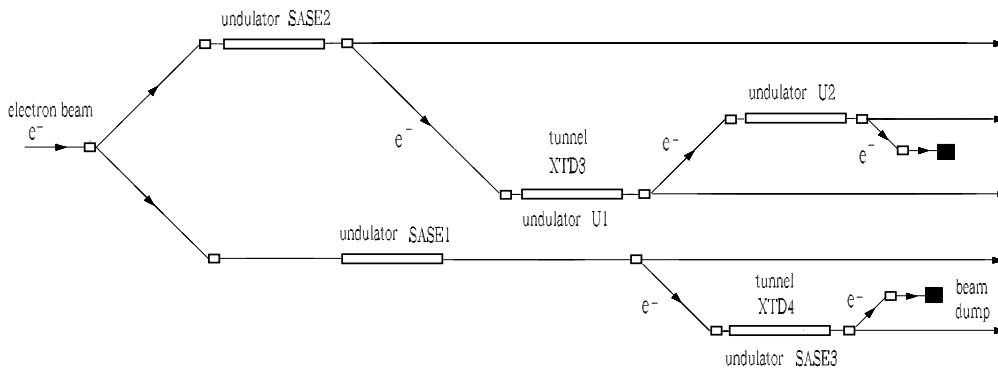 undulator SASE2
electron beam
e⁻
e⁻
undulator U2
e⁻
e⁻
tunnel
XTD3
undulator U1
undulator SASE1
e⁻
tunnel
XTD4
e⁻
beam
dump
undulator SASE3